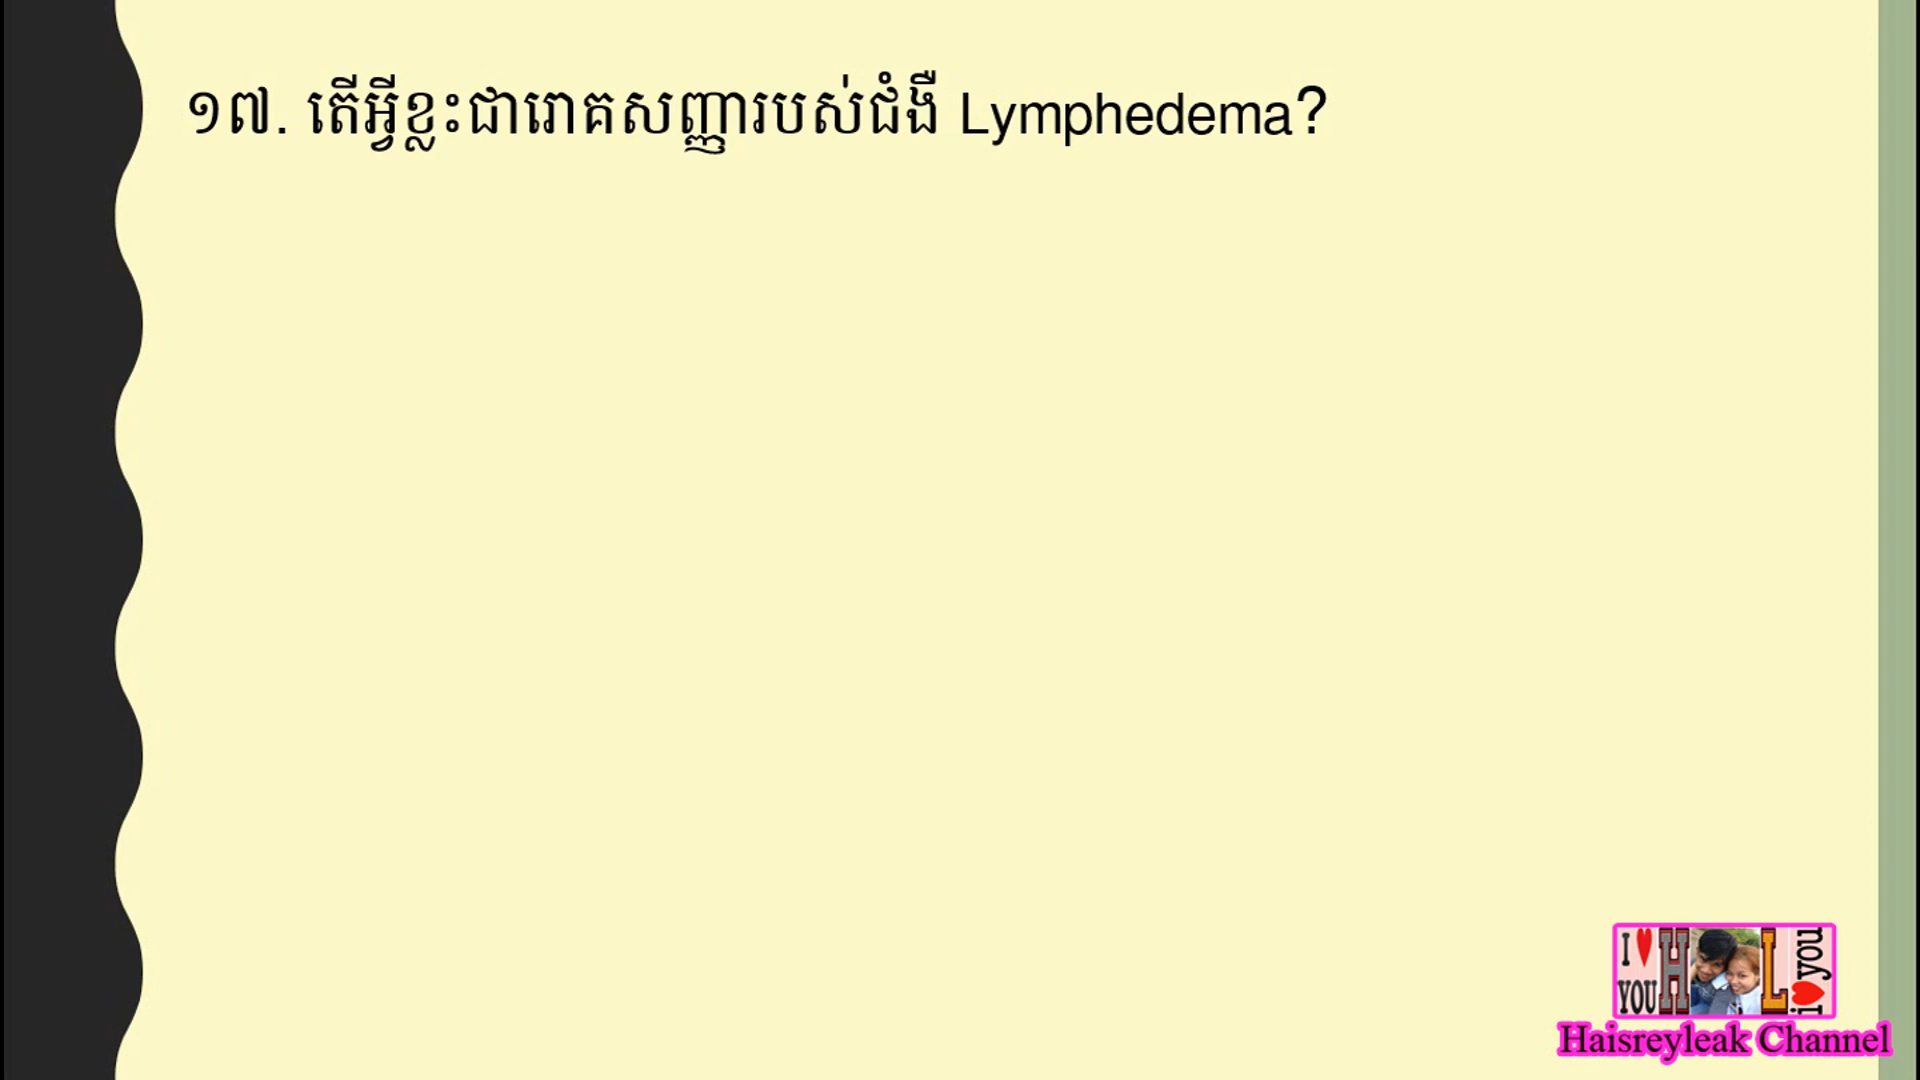 ១៧. តើអ្វីខ្លះជារោគសញ្ញារបស់ជំងឺ Lymphedema?
I ♥ YOU H L i ♥ you
Haisreyleak Channel